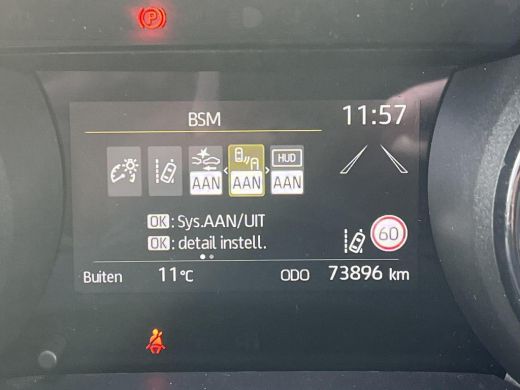 P
BSM
11:57
HUD
AAN
AAN
AAN
OK: Sys.AAN/UIT
OK: detail instell.
60
Buiten 11°C ODO 73896 km